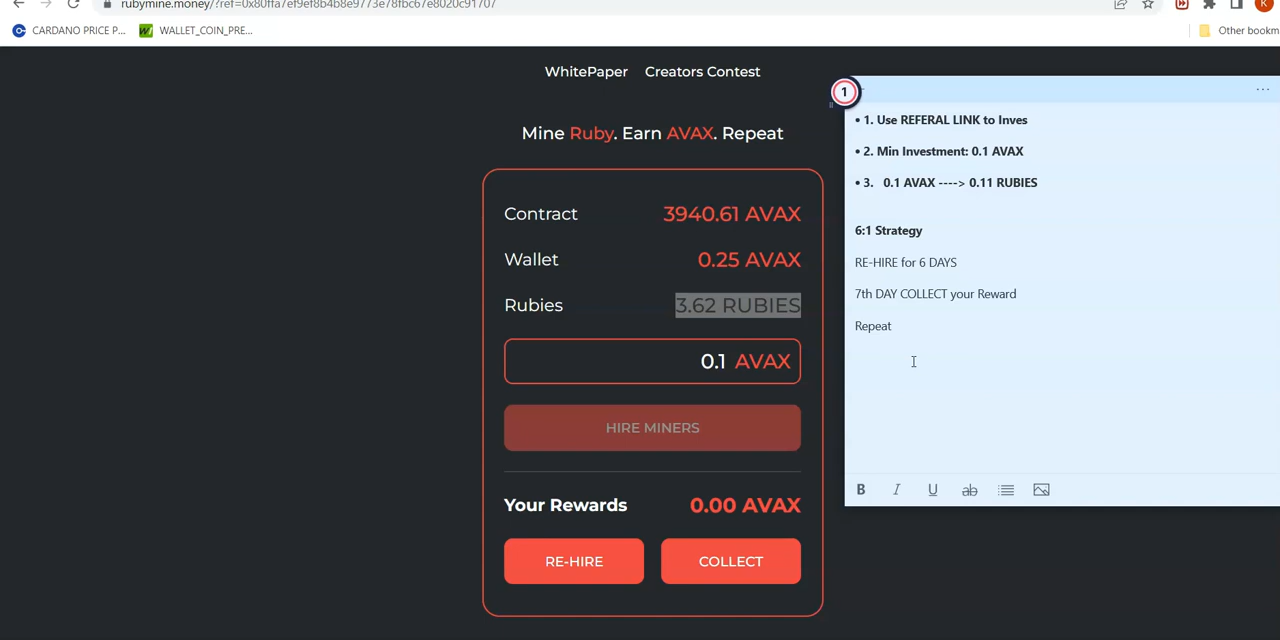 rubymine.money/?ref=0x80ffa7ef9ef8b4b8e9773e78fbc67e8020c91707
K
CARDANO PRICE P...
WALLET_COIN_PRE...
Other bookm
WhitePaper
Creators Contest
Mine Ruby. Earn AVAX. Repeat
Contract
3940.61 AVAX
Wallet
0.25 AVAX
Rubies
3.62 RUBIES
0.1 AVAX
HIRE MINERS
Your Rewards
0.00 AVAX
RE-HIRE
COLLECT
1
...
• 1. Use REFERAL LINK to Inves
• 2. Min Investment: 0.1 AVAX
• 3. 0.1 AVAX ----> 0.11 RUBIES
6:1 Strategy
RE-HIRE for 6 DAYS
7th DAY COLLECT your Reward
Repeat
B
I
U
ab